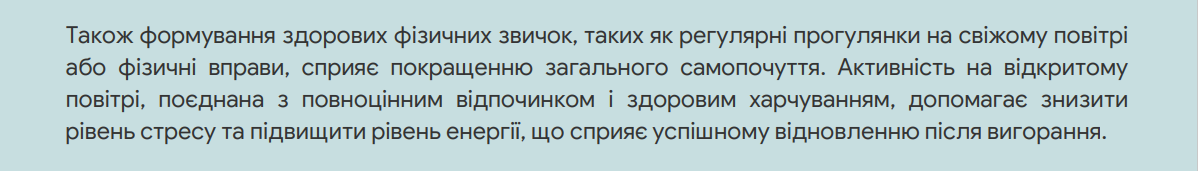 Також формування здорових фізичних звичок, таких як регулярні прогулянки на свіжому повітрі
або фізичні вправи, сприяє покращенню загального самопочуття. Активність на відкритому
повітрі, поєднана з повноцінним відпочинком і здоровим харчуванням, допомагає знизити
рівень стресу та підвищити рівень енергії, що сприяє успішному відновленню після вигорання.